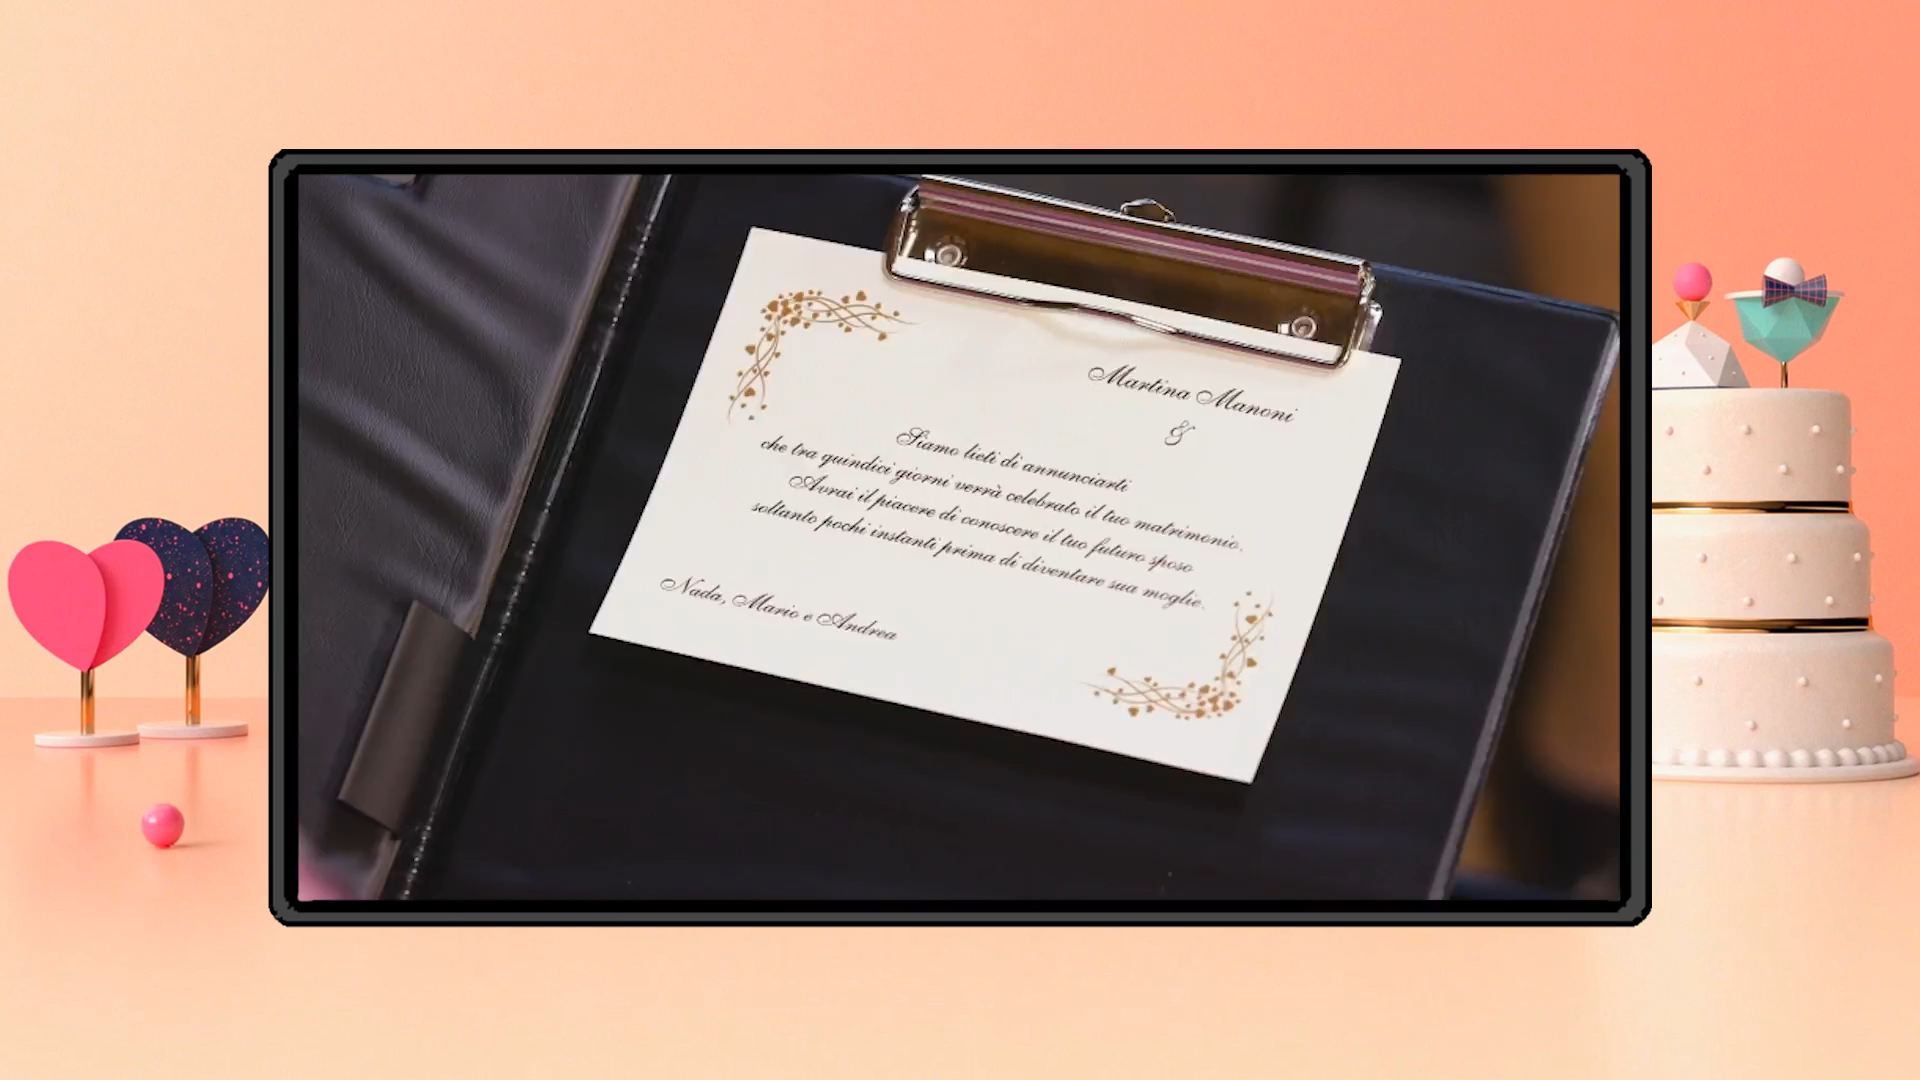 Martina Manoni
&
Siamo lieti di annunciarti
che tra quindici giorni verrà celebrato il tuo matrimonio.
Avrai il piacere di conoscere il tuo futuro sposo
soltanto pochi instanti prima di diventare sua moglie.
Nada, Mario e Andrea